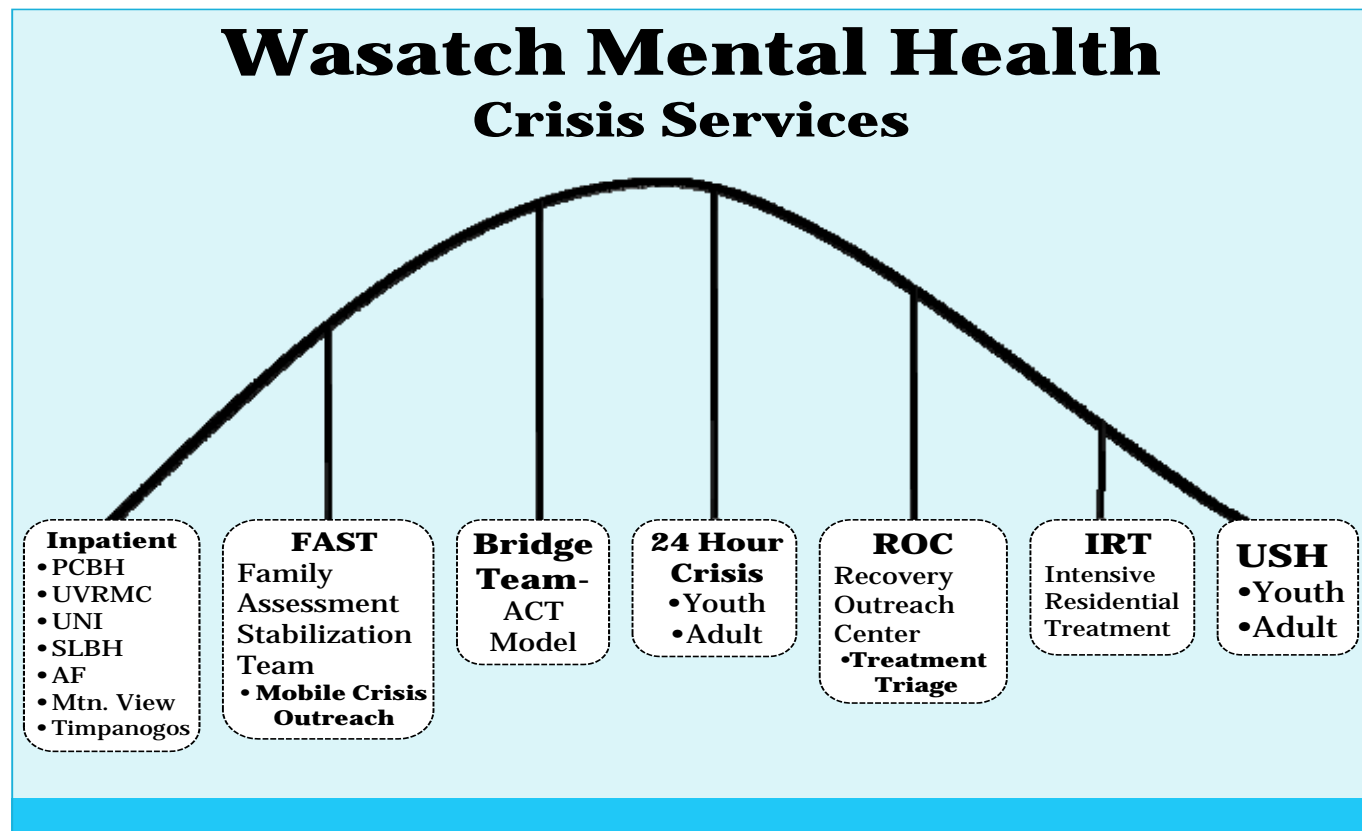 Wasatch Mental Health
Crisis Services
Inpatient
•PCBH
•UVRMC
•UNI
•SLBH
•AF
•Mtn. View
•Timpanogos
FAST
Family
Assessment
Stabilization
Team
•Mobile Crisis
Outreach
Bridge
Team-
ACT
Model
24 Hour
Crisis
•Youth
•Adult
ROC
Recovery
Outreach
Center
•Treatment
Triage
IRT
Intensive
Residential
Treatment
USH
•Youth
•Adult